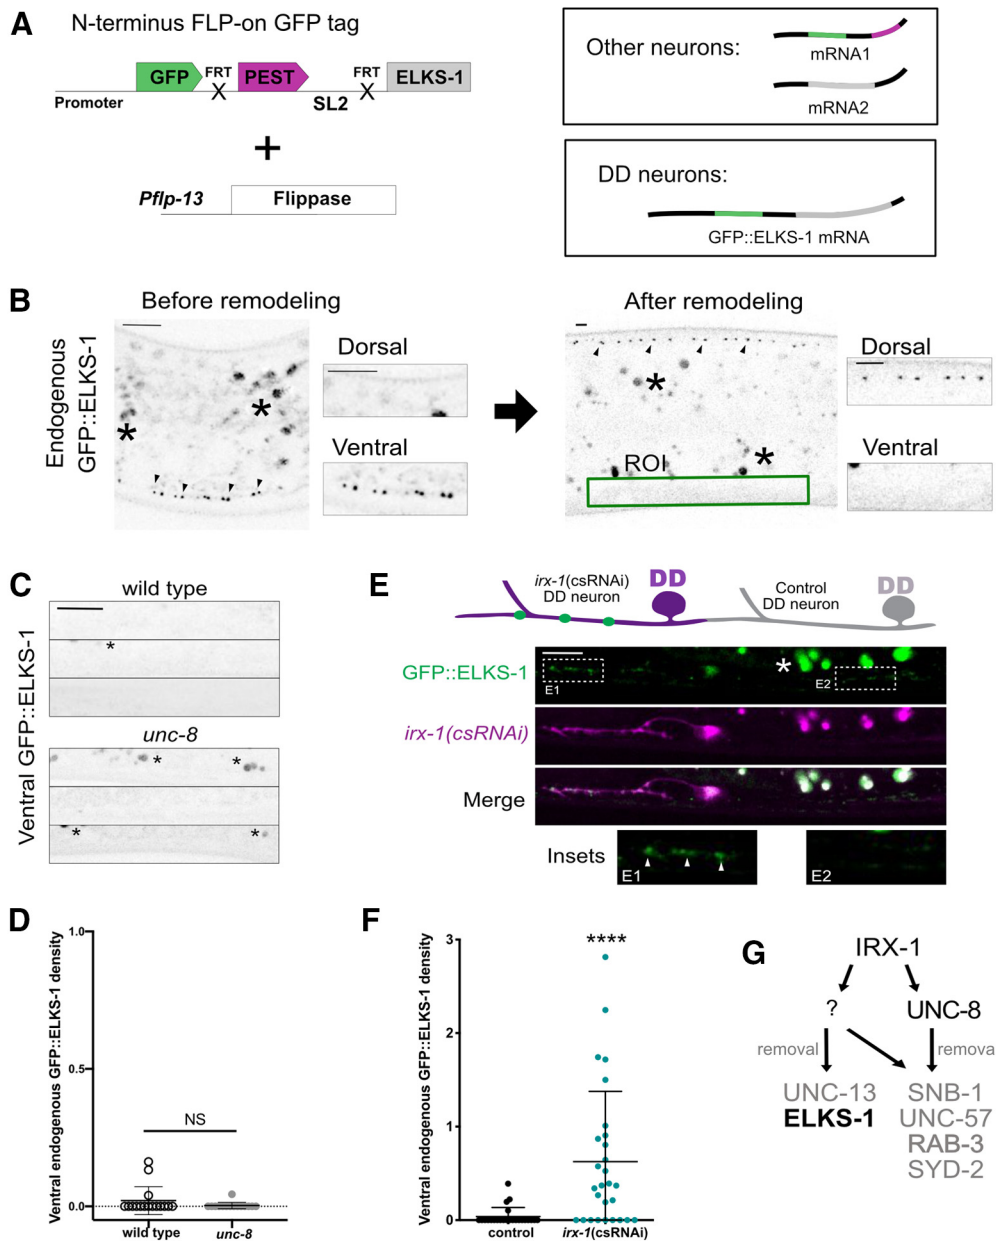 A
N-terminus FLP-on GFP tag
GFP
FRT
X
PEST
FRT
X
ELKS-1
Promoter
SL2
+
Pflp-13
Flippase
Other neurons:
mRNA1
mRNA2
DD neurons:
GFP::ELKS-1 mRNA
B
Before remodeling
After remodeling
Endogenous
GFP::ELKS-1
*
*
Dorsal
Ventral
*
*
ROI
Dorsal
Ventral
C
wild type
*
unc-8
*
*
*
*
Ventral GFP::ELKS-1
E
irx-1(csRNAi)
DD neuron
DD
Control
DD neuron
DD
GFP::ELKS-1
E1
*
E2
irx-1(csRNAi)
Merge
Insets
E1
E2
D
Ventral endogenous GFP::ELKS-1 density
1.0
0.5
0.0
NS
wild type
unc-8
F
Ventral endogenous GFP::ELKS-1 density
3
2
1
0
****
control
irx-1(csRNAi)
G
IRX-1
?
UNC-8
removal
remova
UNC-13
ELKS-1
SNB-1
UNC-57
RAB-3
SYD-2